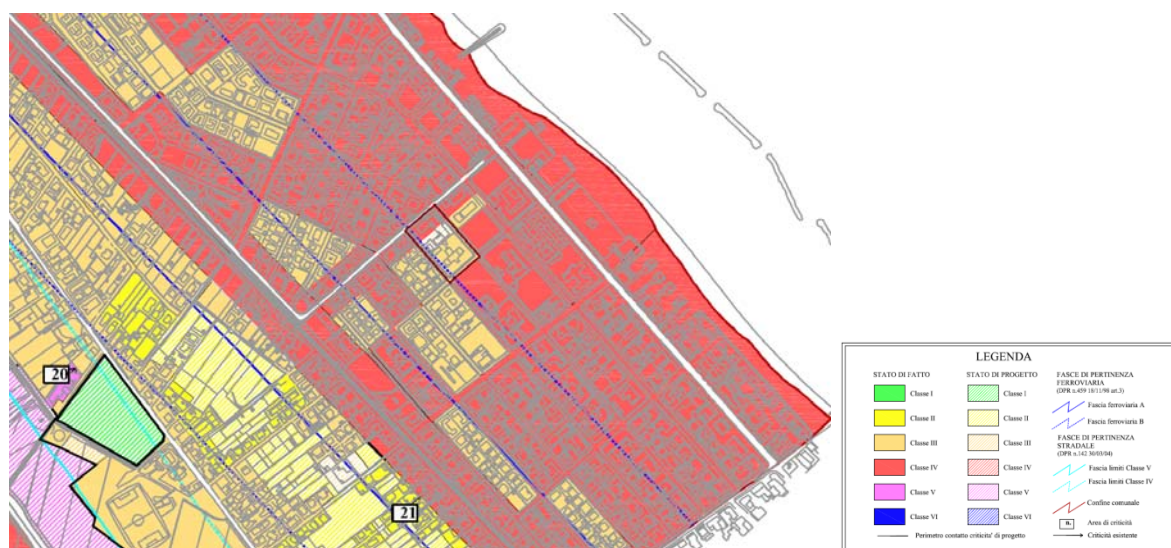 20
21
LEGENDA
STATO DI FATTO
Classe I
Classe II
Classe III
Classe IV
Classe V
Classe VI
STATO DI PROGETTO
Classe I
Classe II
Classe III
Classe IV
Classe V
Classe VI
FASCE DI PERTINENZA
FERROVIARIA
(DPR n.459 18/11/98 art.3)
Fascia ferroviaria A
Fascia ferroviaria B
FASCE DI PERTINENZA
STRADALE
(DPR n.142 30/03/04)
Fascia limiti Classe V
Fascia limiti Classe IV
Confine comunale
n. Area di criticità
Perimetro contatto criticita' di progetto
Criticità esistente